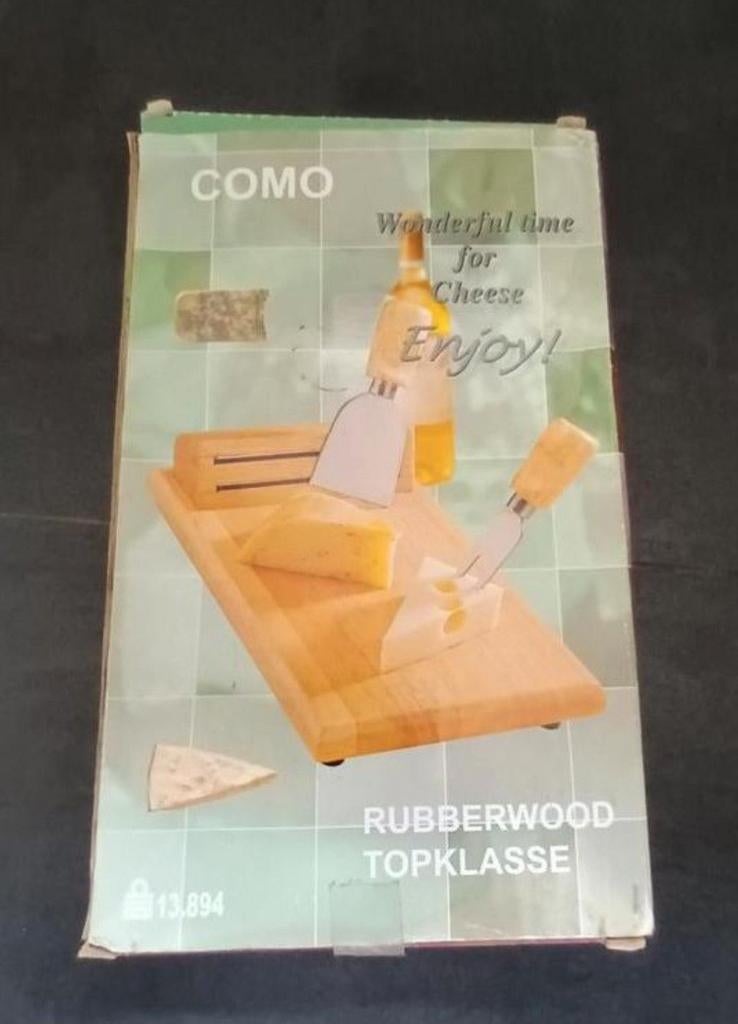 COMO
Wonderful time
for
Cheese
Enjoy!
RUBBERWOOD
TOPKLASSE
13.894